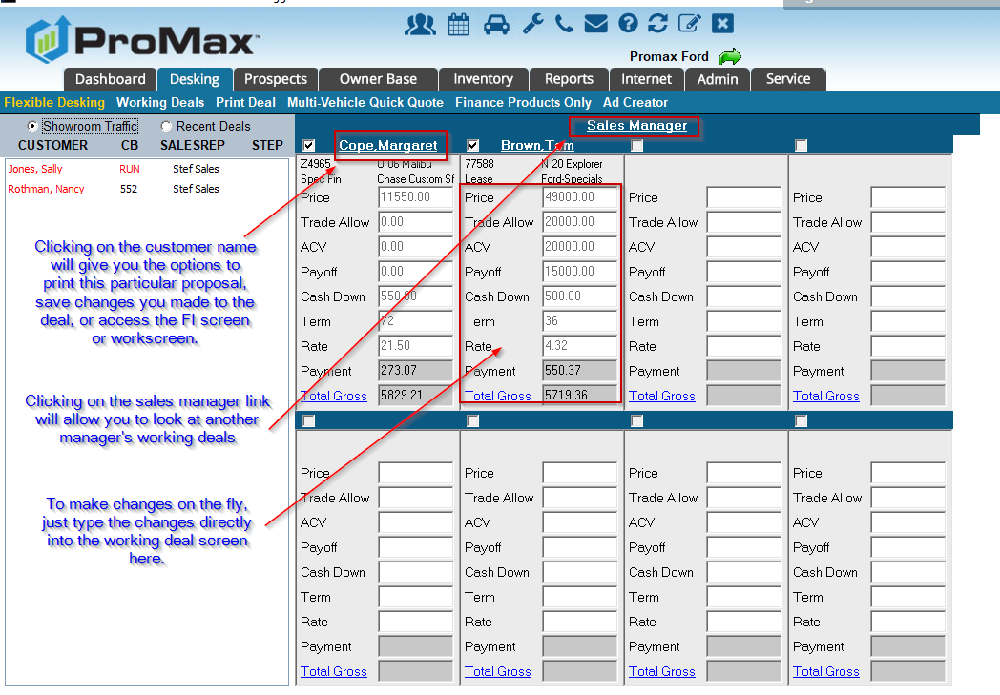 ProMax™
Promax Ford
Dashboard Desking Prospects Owner Base Inventory Reports Internet Admin Service
Flexible Desking Working Deals Print Deal Multi-Vehicle Quick Quote Finance Products Only Ad Creator
Showroom Traffic Recent Deals
CUSTOMER CB SALESREP STEP
Jones, Sally RUN Stef Sales
Rothman, Nancy 552 Stef Sales
Clicking on the customer name
will give you the options to
print this particular proposal,
save changes you made to the
deal, or access the FI screen
or workscreen.
Clicking on the sales manager link
will allow you to look at another
manager's working deals
To make changes on the fly,
just type the changes directly
into the working deal screen
here.
Sales Manager
Cope,Margaret Brown,Tom
Z4965 U 06 Malibu 77588 N 20 Explorer
Spec Fin Chase Custom Sf Lease Ford-Specials
Price 11550.00 Price 49000.00 Price Price
Trade Allow 0.00 Trade Allow 20000.00 Trade Allow Trade Allow
ACV 0.00 ACV 20000.00 ACV ACV
Payoff 0.00 Payoff 15000.00 Payoff Payoff
Cash Down 550.00 Cash Down 500.00 Cash Down Cash Down
Term 72 Term 36 Term Term
Rate 21.50 Rate 4.32 Rate Rate
Payment 273.07 Payment 550.37 Payment Payment
Total Gross 5829.21 Total Gross 5719.36 Total Gross Total Gross
Price Price Price Price
Trade Allow Trade Allow Trade Allow Trade Allow
ACV ACV ACV ACV
Payoff Payoff Payoff Payoff
Cash Down Cash Down Cash Down Cash Down
Term Term Term Term
Rate Rate Rate Rate
Payment Payment Payment Payment
Total Gross Total Gross Total Gross Total Gross